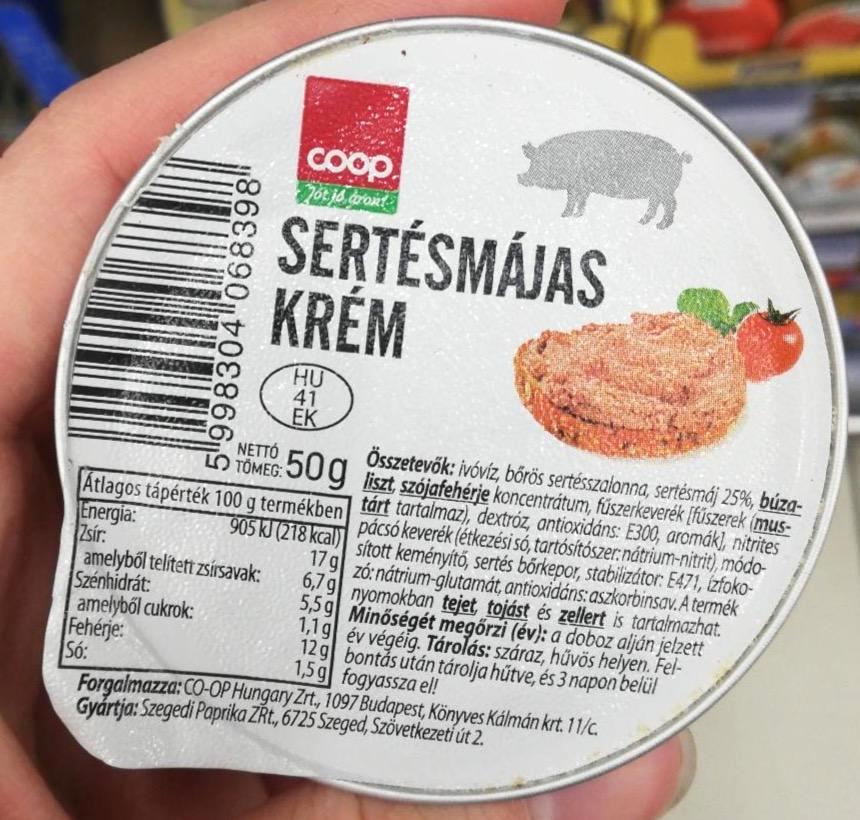 coop
Jót jó áron!
SERTÉSMÁJAS
KRÉM
HU
41
EK
5 998304 068398
NETTÓ
TÖMEG: 50g
Átlagos tápérték 100 g termékben
Energia: 905 kJ (218 kcal)
Zsír: 17 g
amelyből telített zsírsavak: 6,7 g
Szénhidrát: 5,5 g
amelyből cukrok: 1,1 g
Fehérje: 12 g
Só: 1,5 g
Összetevők: ivóvíz, bőrös sertésszalonna, sertésmáj 25%, búza-
liszt, szójafehérje koncentrátum, fűszerkeverék [fűszerek (mus-
tárt tartalmaz), dextróz, antioxidáns: E300, aromák], nitrites
pácsó keverék (étkezési só, tartósítószer: nátrium-nitrit), módo-
sított keményítő, sertés bőrkepor, stabilizátor: E471, ízfoko-
zó: nátrium-glutamát, antioxidáns: aszkorbinsav. A termék
nyomokban tejet, tojást és zellert is tartalmazhat.
Minőségét megőrzi (év): a doboz alján jelzett
év végéig. Tárolás: száraz, hűvös helyen. Fel-
bontás után tárolja hűtve, és 3 napon belül
fogyassza el!
Forgalmazza: CO-OP Hungary Zrt., 1097 Budapest, Könyves Kálmán krt. 11/c.
Gyártja: Szegedi Paprika ZRt., 6725 Szeged, Szövetkezeti út 2.